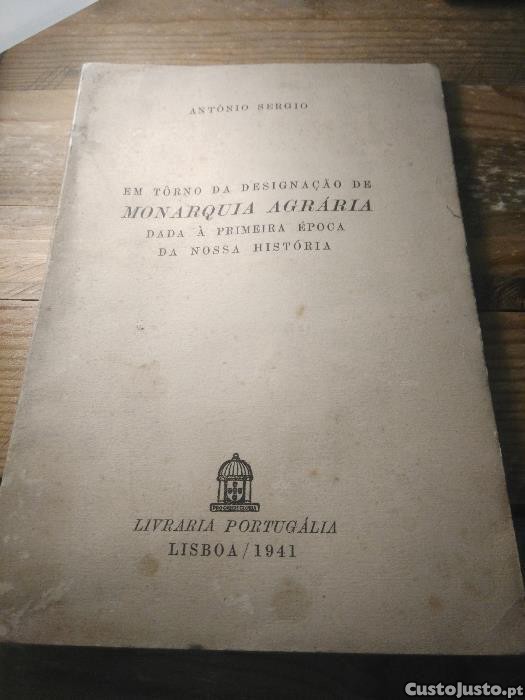 ANTÓNIO SERGIO
EM TÔRNO DA DESIGNAÇÃO DE
MONARQUIA AGRÁRIA
DADA À PRIMEIRA ÉPOCA
DA NOSSA HISTÓRIA
LIVRARIA PORTUGÁLIA
LISBOA / 1941
CustoJusto.pt